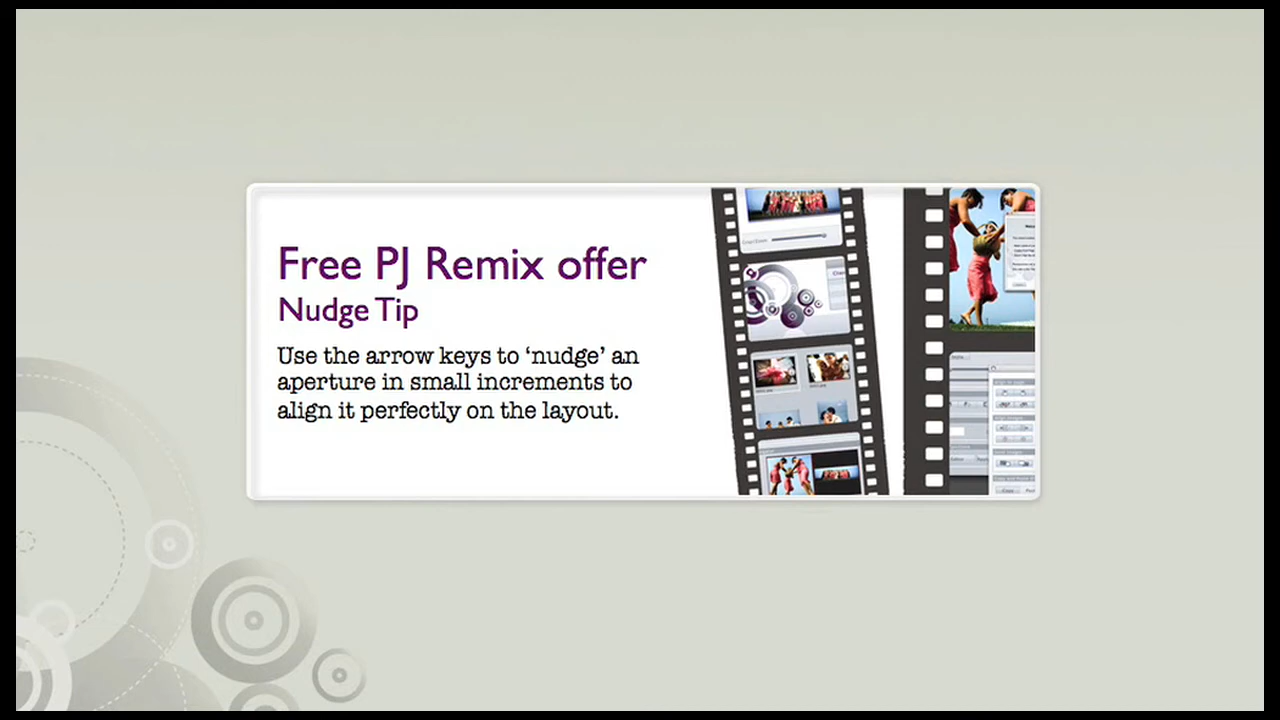 Free PJ Remix offer
Nudge Tip
Use the arrow keys to ‘nudge’ an
aperture in small increments to
align it perfectly on the layout.